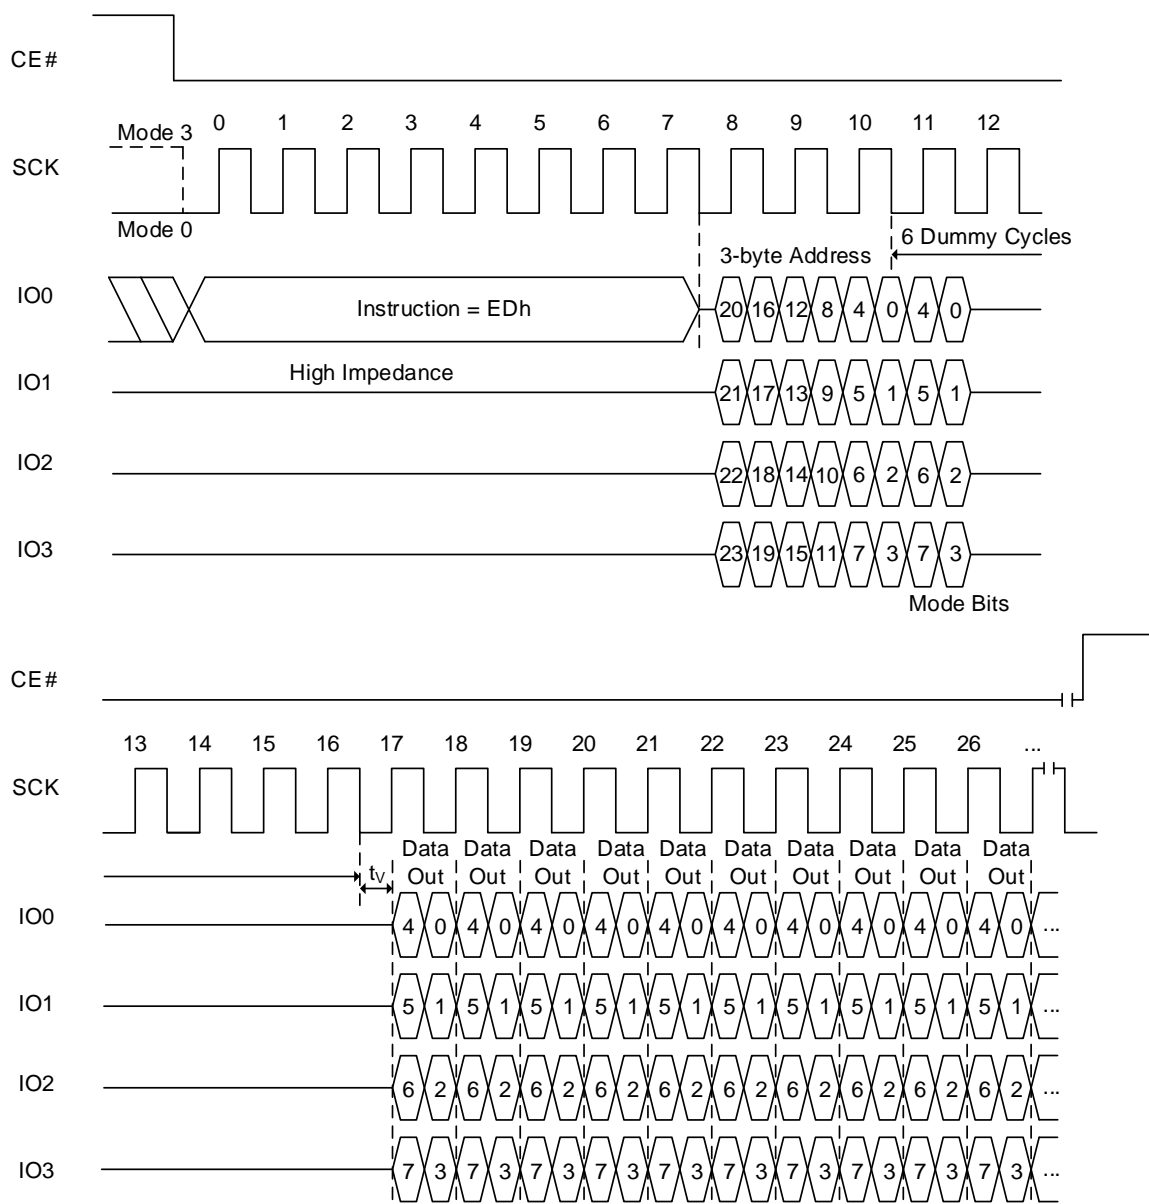 CE#
0 1 2 3 4 5 6 7 8 9 10 11 12
Mode 3
SCK
Mode 0
6 Dummy Cycles
3-byte Address
IO0
Instruction = EDh
20 16 12 8 4 0 4 0
High Impedance
IO1
21 17 13 9 5 1 5 1
IO2
22 18 14 10 6 2 6 2
IO3
23 19 15 11 7 3 7 3
Mode Bits
CE#
13 14 15 16 17 18 19 20 21 22 23 24 25 26 ...
SCK
Data Data Data Data Data Data Data Data Data Data
tV Out Out Out Out Out Out Out Out Out Out
IO0
4 0 4 0 4 0 4 0 4 0 4 0 4 0 4 0 4 0 4 0 ...
IO1
5 1 5 1 5 1 5 1 5 1 5 1 5 1 5 1 5 1 5 1 ...
IO2
6 2 6 2 6 2 6 2 6 2 6 2 6 2 6 2 6 2 6 2 ...
IO3
7 3 7 3 7 3 7 3 7 3 7 3 7 3 7 3 7 3 7 3 ...